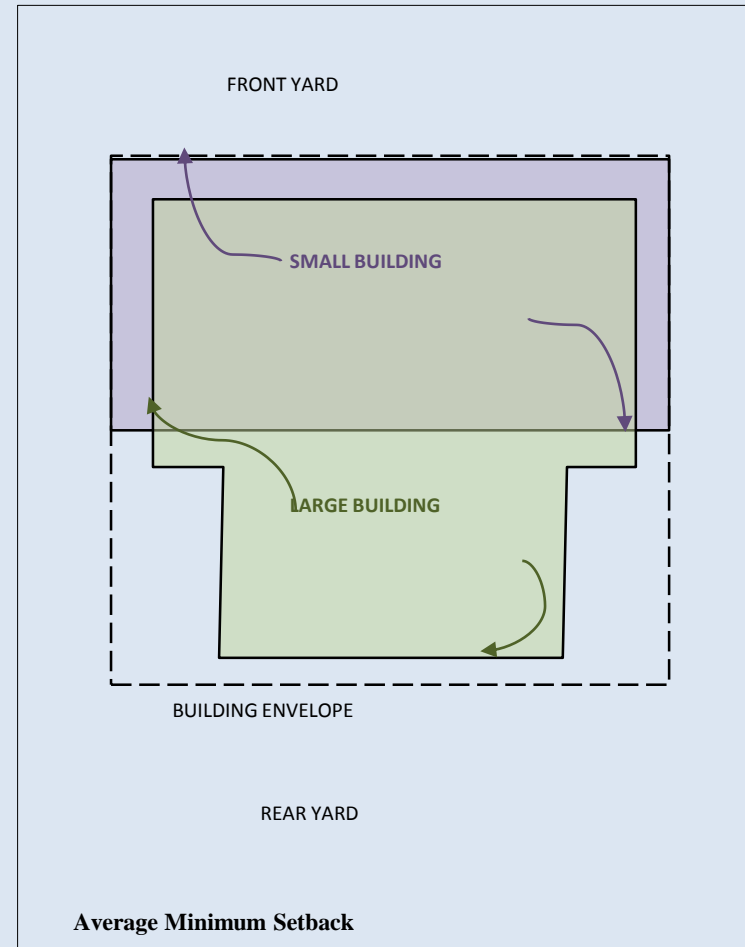 FRONT YARD
SMALL BUILDING
LARGE BUILDING
BUILDING ENVELOPE
REAR YARD
Average Minimum Setback